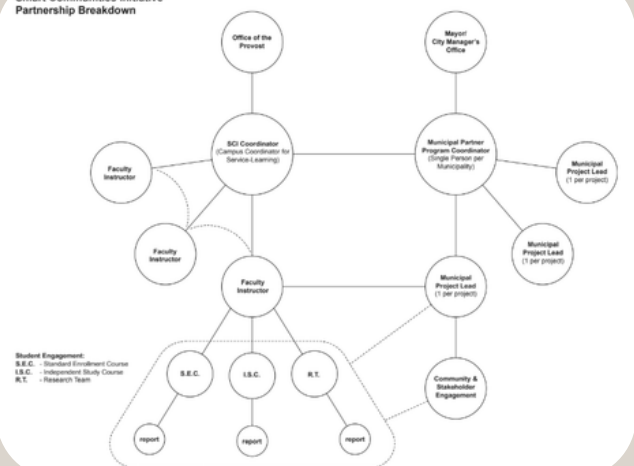 Smart Communities Initiative
Partnership Breakdown
Office of the
Provost
Mayor/
City Manager's
Office
SCI Coordinator
(Campus Coordinator for
Service-Learning)
Municipal Partner
Program Coordinator
(Single Person per
Municipality)
Faculty
Instructor
Municipal
Project Lead
(1 per project)
Faculty
Instructor
Municipal
Project Lead
(1 per project)
Faculty
Instructor
Municipal
Project Lead
(1 per project)
Student Engagement:
S.E.C. - Standard Enrollment Course
I.S.C. - Independent Study Course
R.T. - Research Team
S.E.C.
I.S.C.
R.T.
Community &
Stakeholder
Engagement
report
report
report